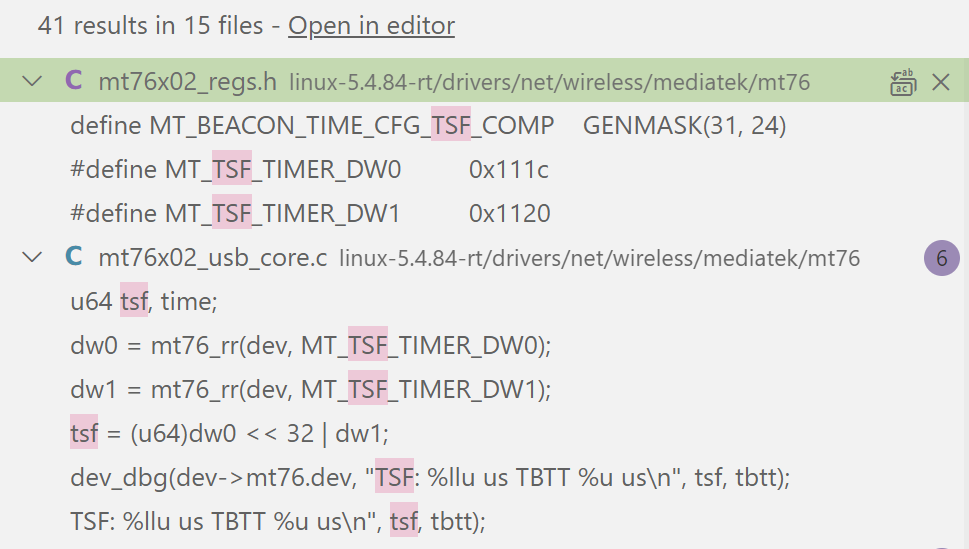 41 results in 15 files - Open in editor
C mt76x02_regs.h linux-5.4.84-rt/drivers/net/wireless/mediatek/mt76
define MT_BEACON_TIME_CFG_TSF_COMP GENMASK(31, 24)
#define MT_TSF_TIMER_DW0 0x111c
#define MT_TSF_TIMER_DW1 0x1120
C mt76x02_usb_core.c linux-5.4.84-rt/drivers/net/wireless/mediatek/mt76 6
u64 tsf, time;
dw0 = mt76_rr(dev, MT_TSF_TIMER_DW0);
dw1 = mt76_rr(dev, MT_TSF_TIMER_DW1);
tsf = (u64)dw0 << 32 | dw1;
dev_dbg(dev->mt76.dev, "TSF: %llu us TBTT %u us\n", tsf, tbtt);
TSF: %llu us TBTT %u us\n", tsf, tbtt);